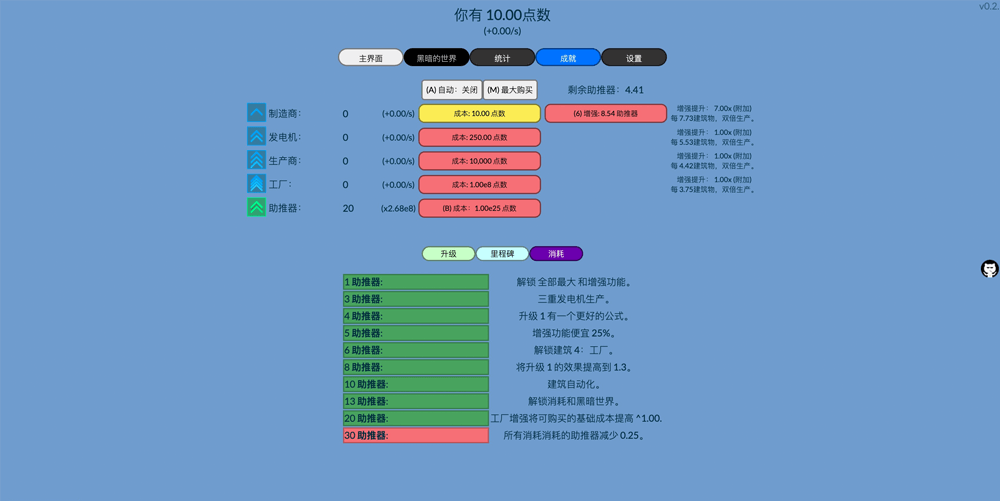 v0.2.
你有 10.00点数
(+0.00/s)
主界面 黑暗的世界 统计 成就 设置
(A) 自动：关闭 (M) 最大购买 剩余助推器：4.41
制造商： 0 (+0.00/s) 成本: 10.00 点数 (6) 增强: 8.54 助推器 增强提升： 7.00x (附加)
每 7.73建筑物，双倍生产。
发电机： 0 (+0.00/s) 成本: 250.00 点数 增强提升： 1.00x (附加)
每 5.53建筑物，双倍生产。
生产商： 0 (+0.00/s) 成本: 10,000 点数 增强提升： 1.00x (附加)
每 4.42建筑物，双倍生产。
工厂： 0 (+0.00/s) 成本: 1.00e8 点数 增强提升： 1.00x (附加)
每 3.75建筑物，双倍生产。
助推器： 20 (x2.68e8) (B) 成本： 1.00e25 点数
升级 里程碑 消耗
1 助推器: 解锁 全部最大 和增强功能。
3 助推器: 三重发电机生产。
4 助推器: 升级 1 有一个更好的公式。
5 助推器: 增强功能便宜 25%。
6 助推器: 解锁建筑 4：工厂。
8 助推器: 将升级 1 的效果提高到 1.3。
10 助推器: 建筑自动化。
13 助推器: 解锁消耗和黑暗世界。
20 助推器: 工厂增强将可购买的基础成本提高 ^1.00.
30 助推器: 所有消耗消耗的助推器减少 0.25。